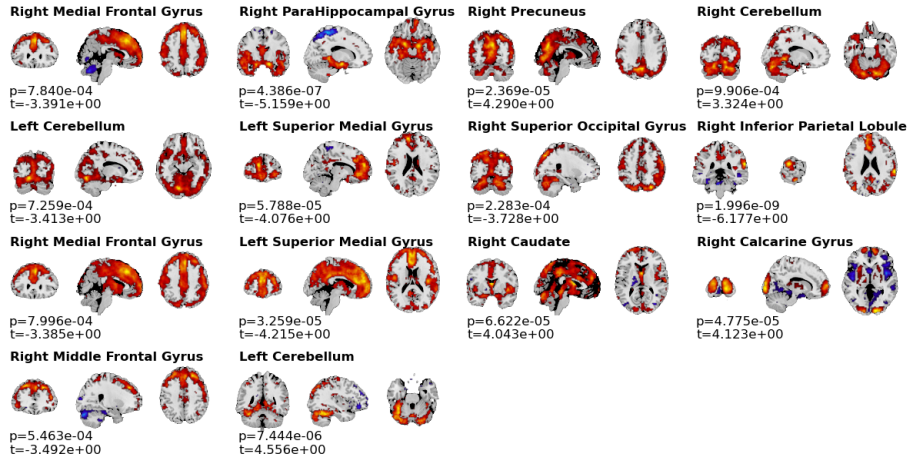 Right Medial Frontal Gyrus
p=7.840e-04
t=-3.391e+00
Right ParaHippocampal Gyrus
p=4.386e-07
t=-5.159e+00
Right Precuneus
p=2.369e-05
t=4.290e+00
Right Cerebellum
p=9.906e-04
t=3.324e+00
Left Cerebellum
p=7.259e-04
t=-3.413e+00
Left Superior Medial Gyrus
p=5.788e-05
t=-4.076e+00
Right Superior Occipital Gyrus
p=2.283e-04
t=-3.728e+00
Right Inferior Parietal Lobule
p=1.996e-09
t=-6.177e+00
Right Medial Frontal Gyrus
p=7.996e-04
t=-3.385e+00
Left Superior Medial Gyrus
p=3.259e-05
t=-4.215e+00
Right Caudate
p=6.622e-05
t=4.043e+00
Right Calcarine Gyrus
p=4.775e-05
t=4.123e+00
Right Middle Frontal Gyrus
p=5.463e-04
t=-3.492e+00
Left Cerebellum
p=7.444e-06
t=4.556e+00